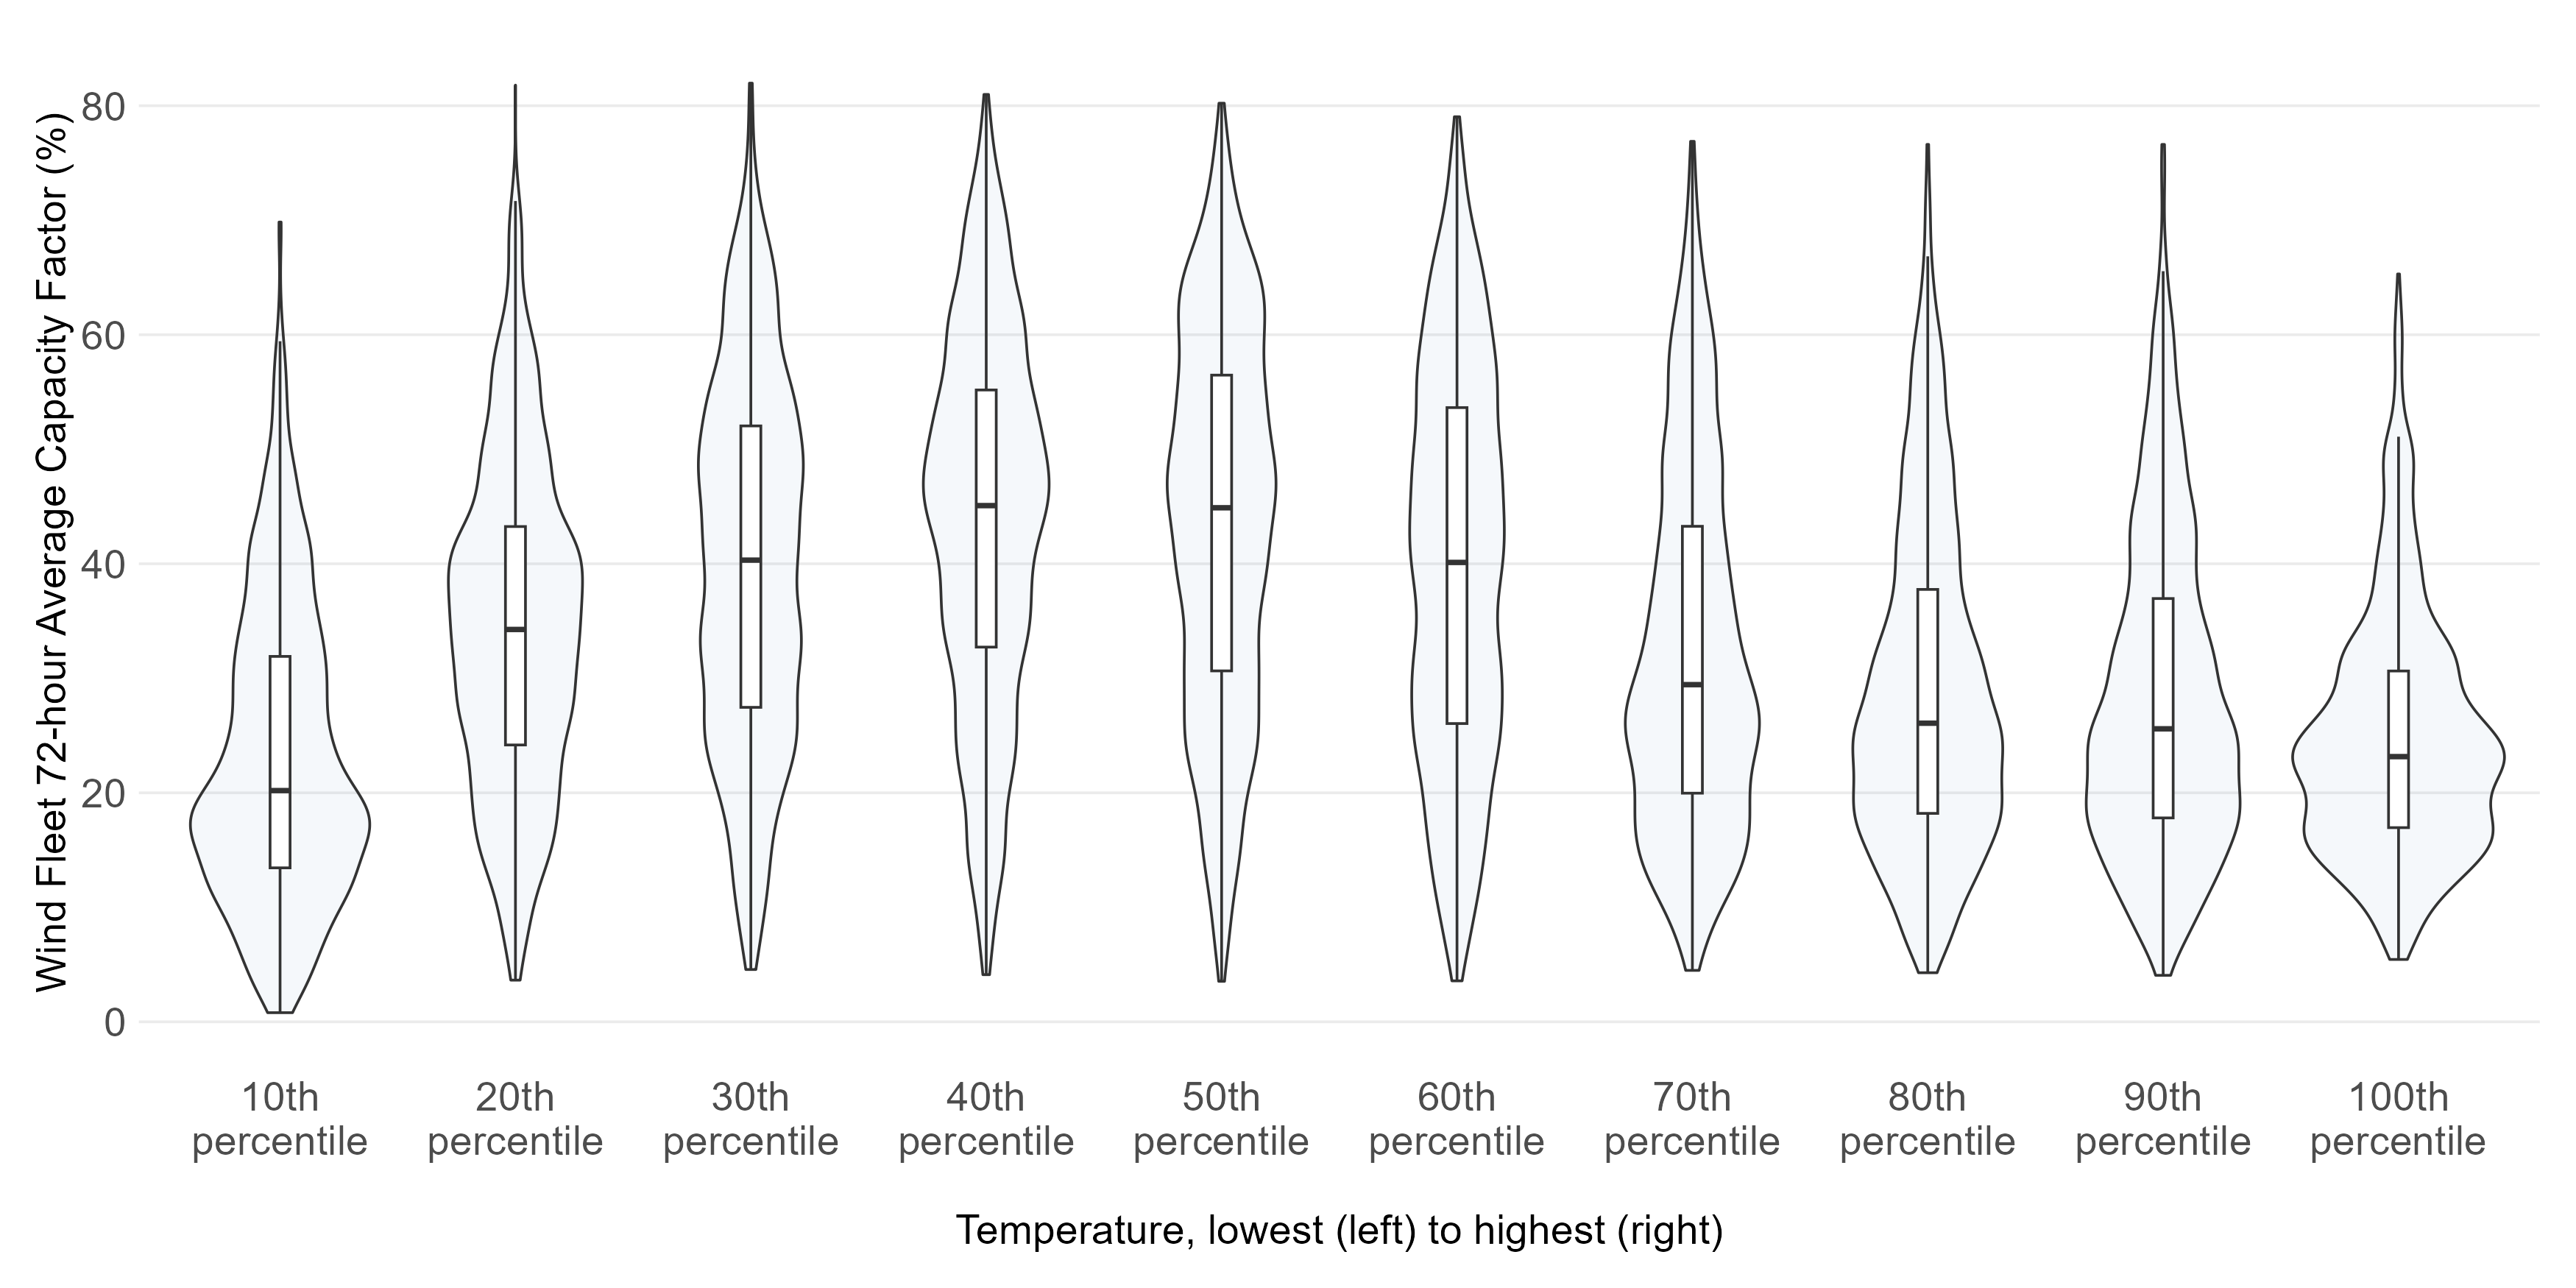 Wind Fleet 72-hour Average Capacity Factor (%)
80
60
40
20
0
10th percentile
20th percentile
30th percentile
40th percentile
50th percentile
60th percentile
70th percentile
80th percentile
90th percentile
100th percentile
Temperature, lowest (left) to highest (right)